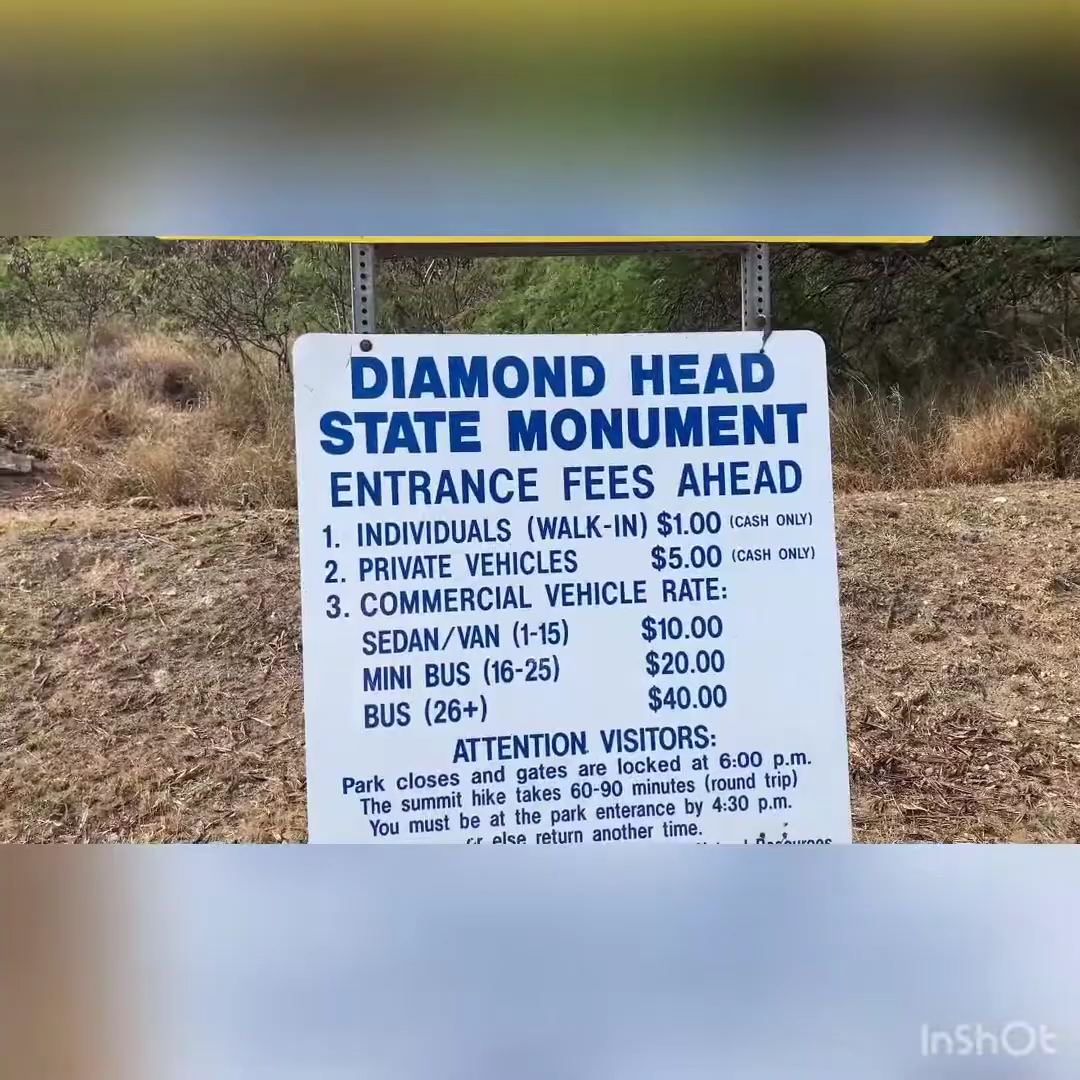 DIAMOND HEAD
STATE MONUMENT
ENTRANCE FEES AHEAD
1. INDIVIDUALS (WALK-IN) $1.00 (CASH ONLY)
2. PRIVATE VEHICLES $5.00 (CASH ONLY)
3. COMMERCIAL VEHICLE RATE:
SEDAN/VAN (1-15) $10.00
MINI BUS (16-25) $20.00
BUS (26+) $40.00
ATTENTION VISITORS:
Park closes and gates are locked at 6:00 p.m.
The summit hike takes 60-90 minutes (round trip)
You must be at the park enterance by 4:30 p.m.
or else return another time.
Resources
InShOt